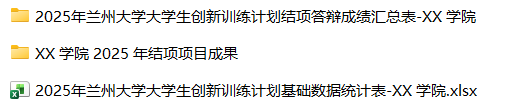 2025年兰州大学大学生创新训练计划结项答辩成绩汇总表-XX 学院
XX 学院 2025 年结项项目成果
2025年兰州大学大学生创新训练计划基础数据统计表-XX 学院.xlsx